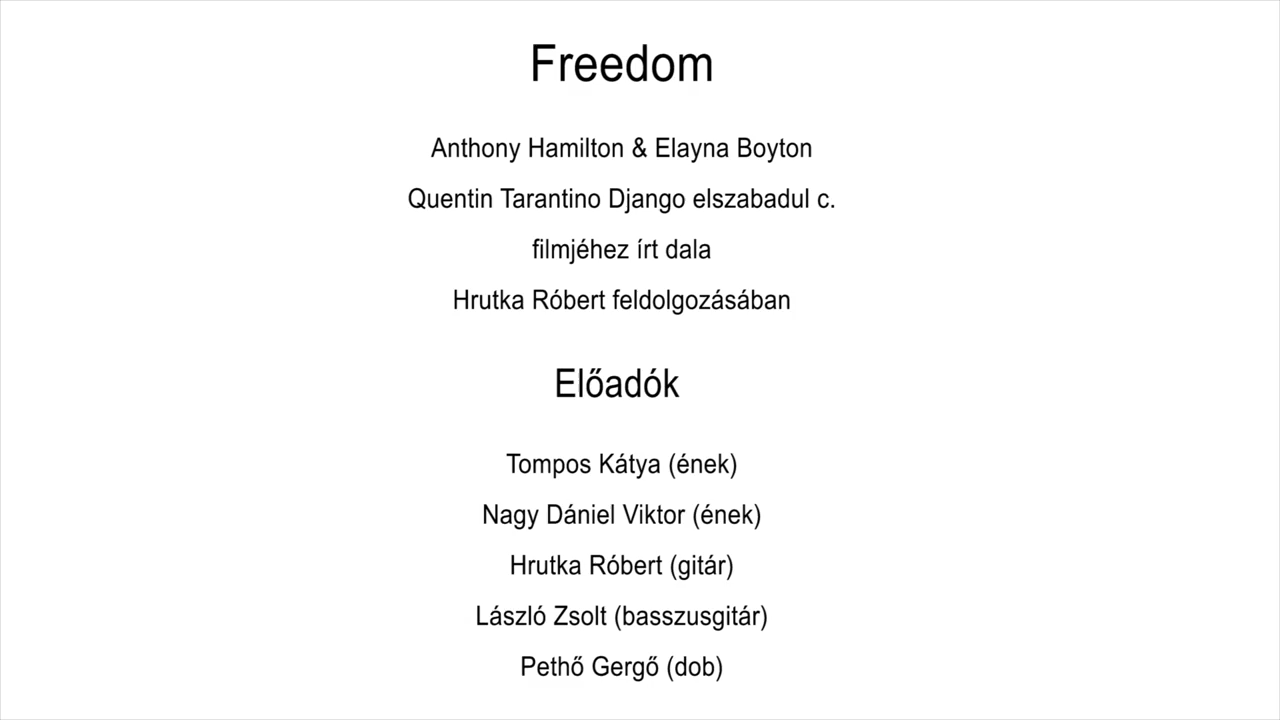 Freedom
Anthony Hamilton & Elayna Boyton
Quentin Tarantino Django elszabadul c.
filmjéhez írt dala
Hrutka Róbert feldolgozásában
Előadók
Tompos Kátya (ének)
Nagy Dániel Viktor (ének)
Hrutka Róbert (gitár)
László Zsolt (basszusgitár)
Pethő Gergő (dob)